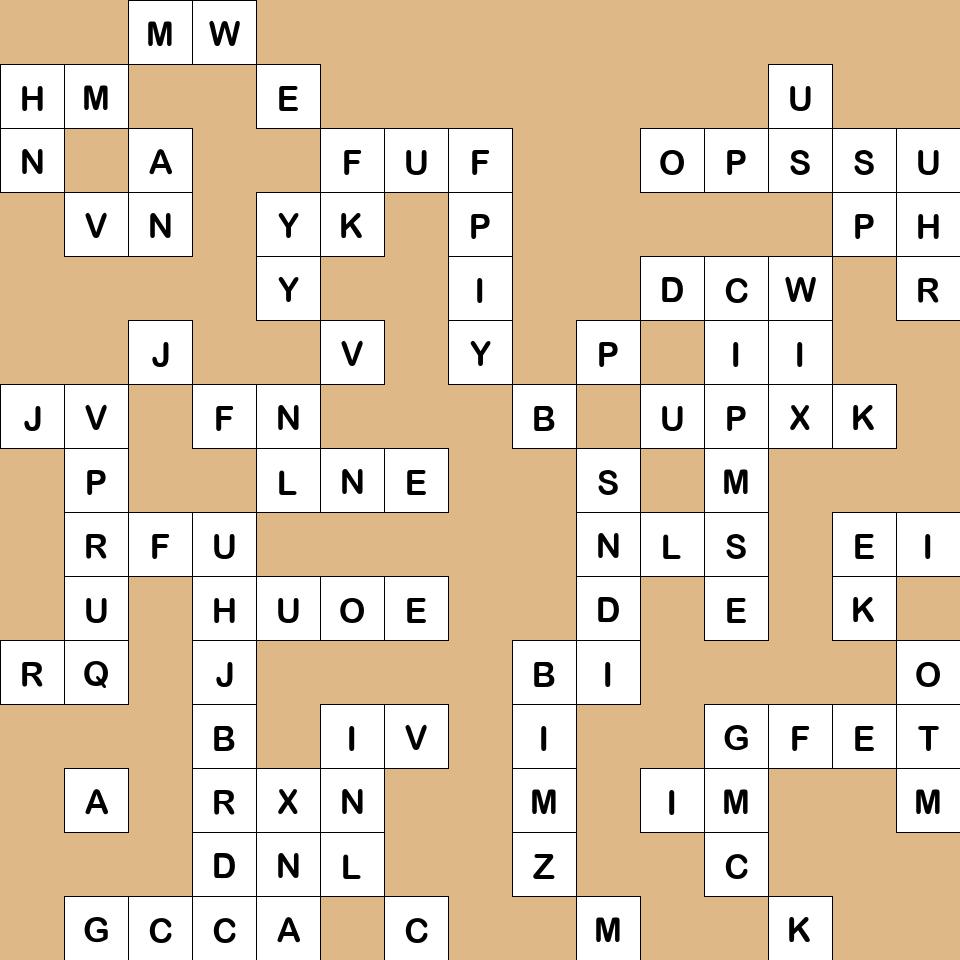 M W
H M E U
N A F U F O P S S U
V N Y K P P H
Y I D C W R
J V Y P I I
J V F N B U P X K
P L N E S M
R F U N L S E I
U H U O E D E K
R Q J B I O
B I V I G F E T
A R X N M I M M
D N L Z C
G C C A C M K